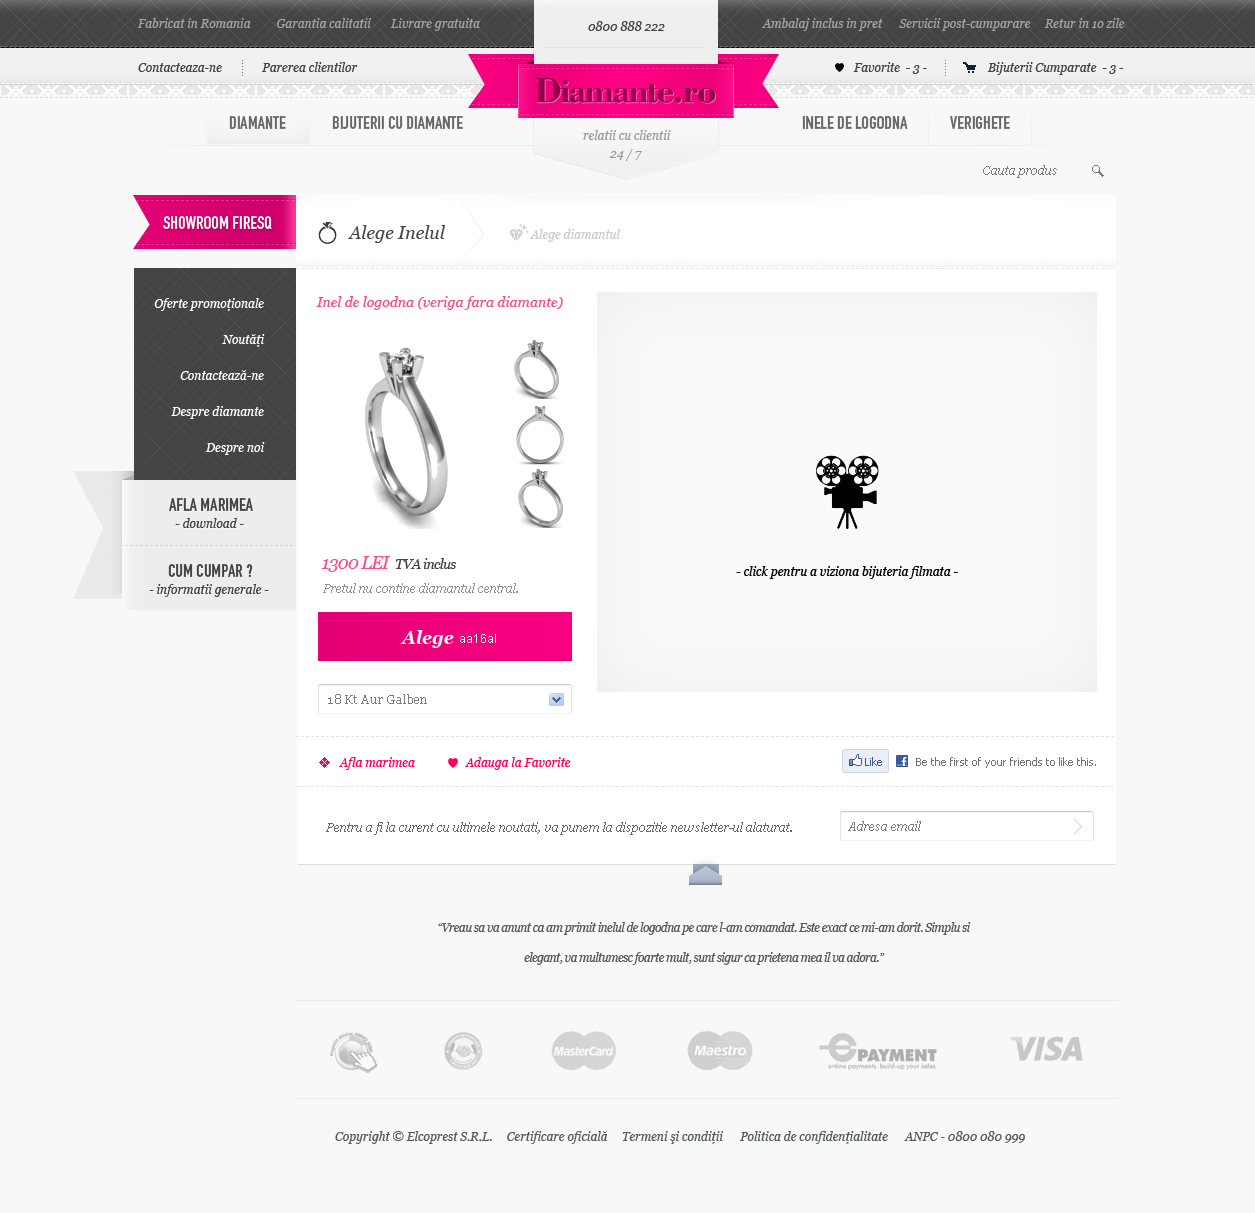 Fabricat in Romania Garantia calitatii Livrare gratuita 0800 888 222 Ambalaj inclus in pret Servicii post-cumparare Retur in 10 zile
Contacteaza-ne Parerea clientilor Favorite - 3 - Bijuterii Cumparate - 3 -
Diamante.ro
DIAMANTE BIJUTERII CU DIAMANTE INELE DE LOGODNA VERIGHETE
relatii cu clientii
24 / 7
Cauta produs
SHOWROOM FIRESQ
Alege Inelul Alege diamantul
Oferte promoționale
Noutăți
Contactează-ne
Despre diamante
Despre noi
AFLA MARIMEA
- download -
CUM CUMPAR ?
- informatii generale -
Inel de logodna (veriga fara diamante)
1300 LEI TVA inclus
Pretul nu contine diamantul central.
Alege aa16al
18 Kt Aur Galben
- click pentru a viziona bijuteria filmata -
Afla marimea Adauga la Favorite
Like Be the first of your friends to like this.
Pentru a fi la curent cu ultimele noutati, va punem la dispozitie newsletter-ul alaturat.
Adresa email
“Vreau sa va anunt ca am primit inelul de logodna pe care l-am comandat. Este exact ce mi-am dorit. Simplu si
elegant, va multumesc foarte mult, sunt sigur ca prietena mea il va adora.”
MasterCard Maestro ePAYMENT VISA
online payments, build-up your sales
Copyright © Elcoprest S.R.L. Certificare oficială Termeni şi condiții Politica de confidențialitate ANPC - 0800 080 999